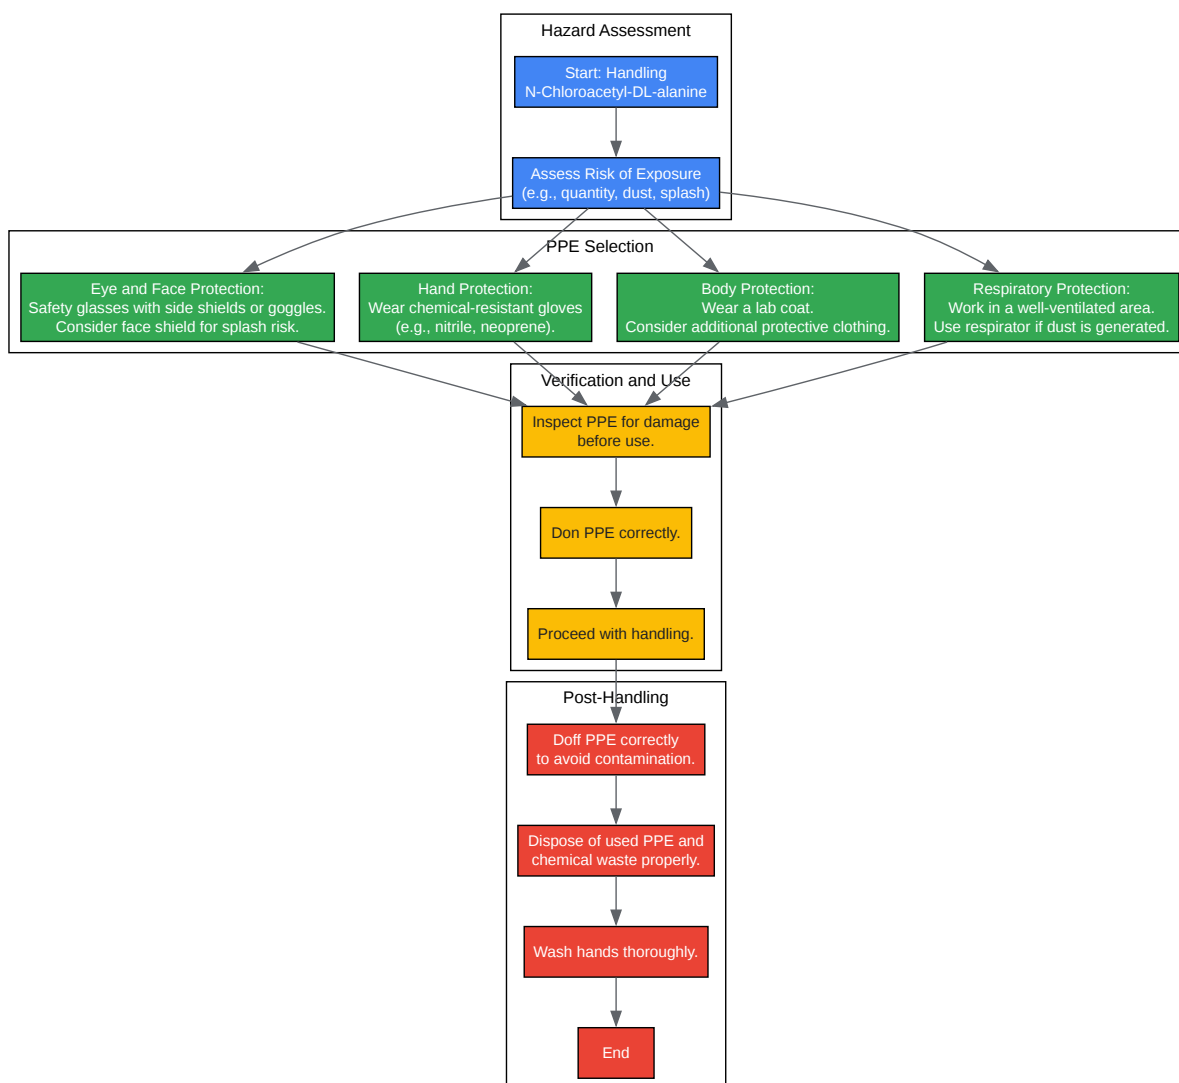 Hazard Assessment
Start: Handling
N-Chloroacetyl-DL-alanine
Assess Risk of Exposure
(e.g., quantity, dust, splash)
PPE Selection
Eye and Face Protection:
Safety glasses with side shields or goggles.
Consider face shield for splash risk.
Hand Protection:
Wear chemical-resistant gloves
(e.g., nitrile, neoprene).
Body Protection:
Wear a lab coat.
Consider additional protective clothing.
Respiratory Protection:
Work in a well-ventilated area.
Use respirator if dust is generated.
Verification and Use
Inspect PPE for damage
before use.
Don PPE correctly.
Proceed with handling.
Post-Handling
Doff PPE correctly
to avoid contamination.
Dispose of used PPE and
chemical waste properly.
Wash hands thoroughly.
End